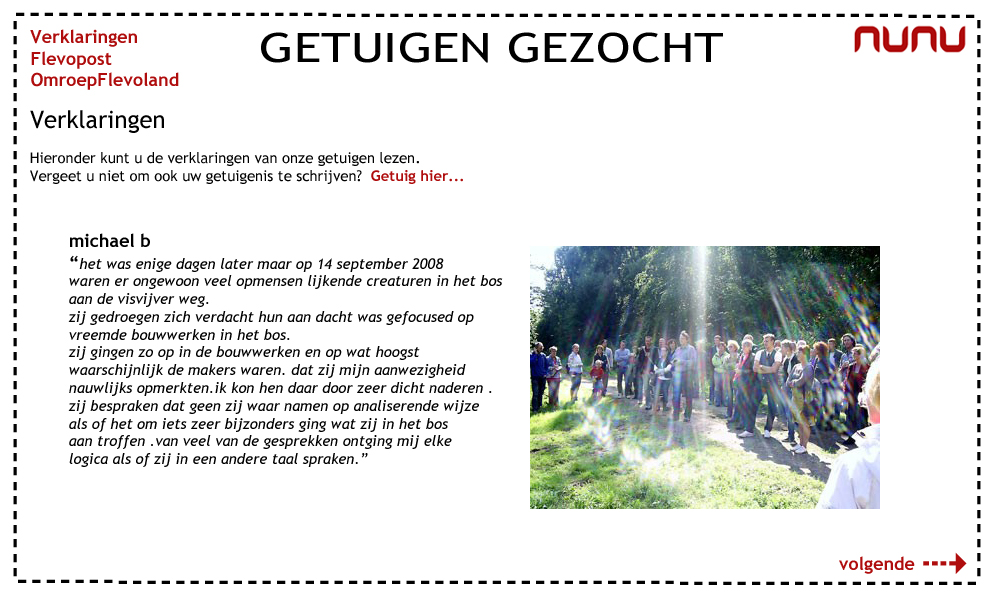 Verklaringen
Flevopost
OmroepFlevoland
GETUIGEN GEZOCHT
nunu
Verklaringen
Hieronder kunt u de verklaringen van onze getuigen lezen.
Vergeet u niet om ook uw getuigenis te schrijven? Getuig hier...
michael b
“het was enige dagen later maar op 14 september 2008
waren er ongewoon veel opmensen lijkende creaturen in het bos
aan de visvijver weg.
zij gedroegen zich verdacht hun aan dacht was gefocused op
vreemde bouwwerken in het bos.
zij gingen zo op in de bouwwerken en op wat hoogst
waarschijnlijk de makers waren. dat zij mijn aanwezigheid
nauwlijks opmerkten.ik kon hen daar door zeer dicht naderen .
zij bespraken dat geen zij waar namen op analiserende wijze
als of het om iets zeer bijzonders ging wat zij in het bos
aan troffen .van veel van de gesprekken ontging mij elke
logica als of zij in een andere taal spraken.”
volgende